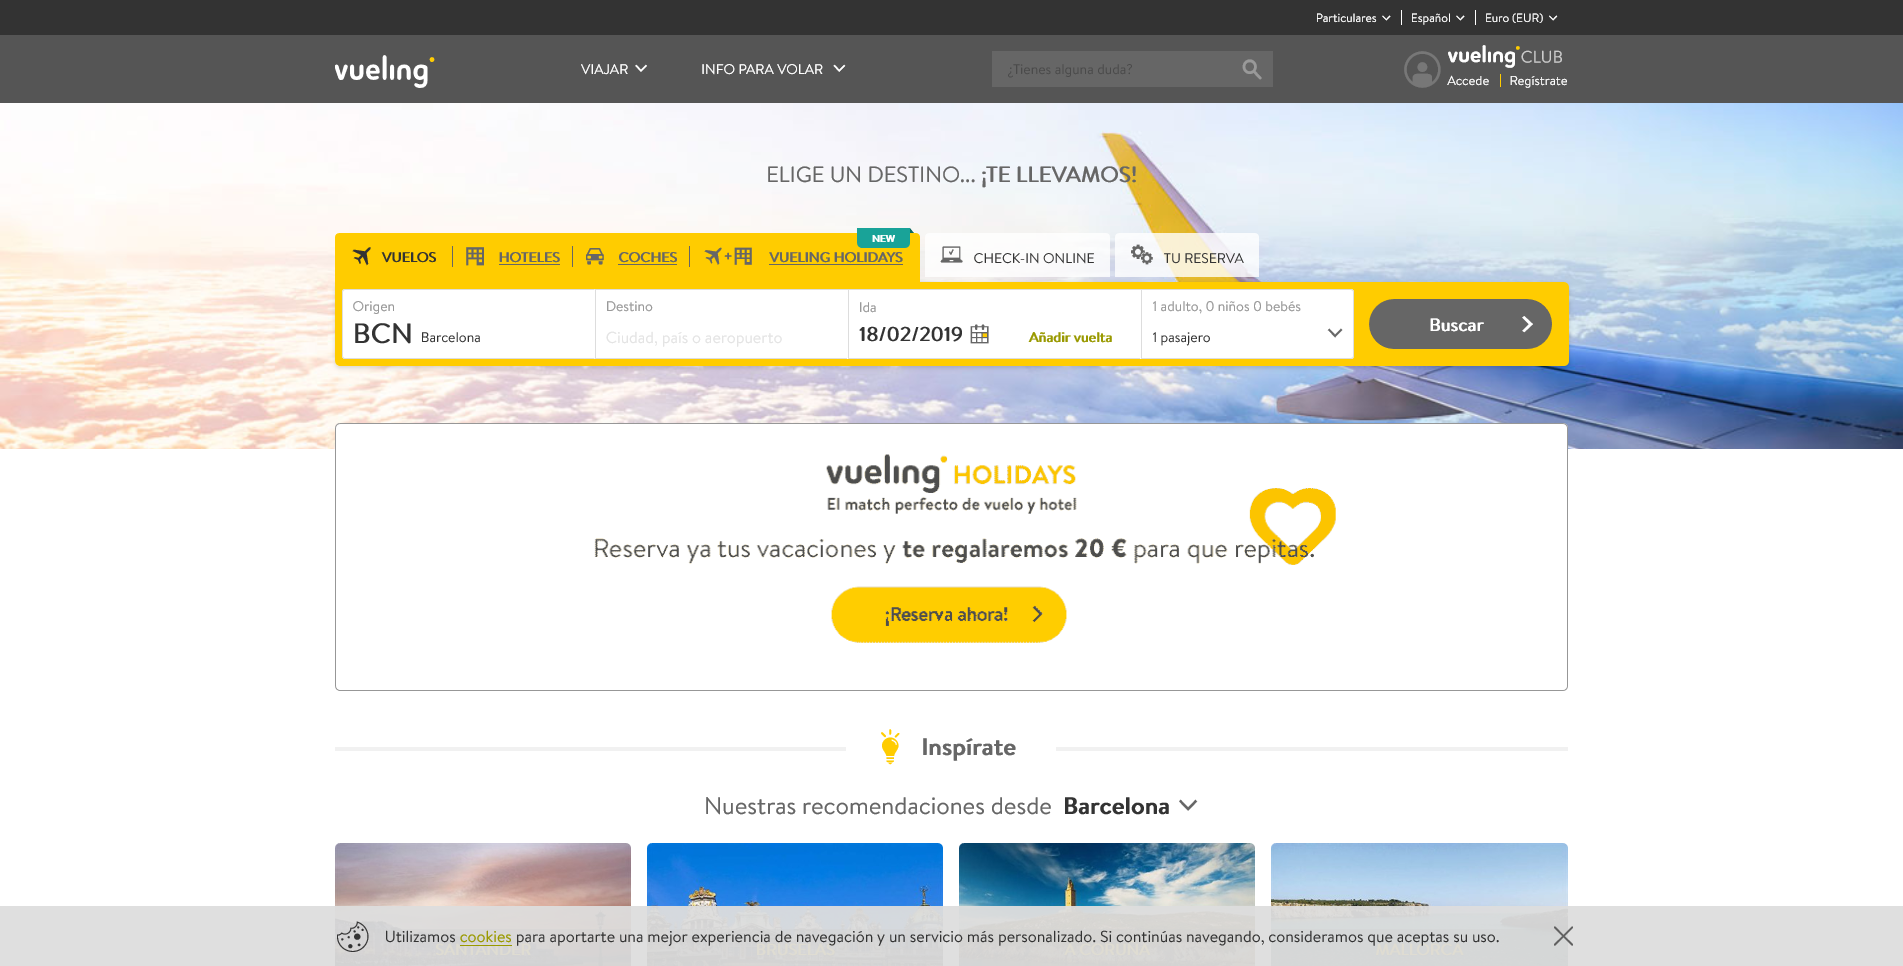 Particulares Español Euro (EUR)
vueling VIAJAR INFO PARA VOLAR ¿Tienes alguna duda? vueling CLUB
Accede Regístrate
ELIGE UN DESTINO... ¡TE LLEVAMOS!
NEW
VUELOS HOTELES COCHES + VUELING HOLIDAYS CHECK-IN ONLINE TU RESERVA
Origen Destino Ida 1 adulto, 0 niños 0 bebés
BCN Barcelona Ciudad, país o aeropuerto 18/02/2019 Añadir vuelta 1 pasajero Buscar
vueling HOLIDAYS
El match perfecto de vuelo y hotel
Reserva ya tus vacaciones y te regalaremos 20 € para que repitas.
¡Reserva ahora!
Inspírate
Nuestras recomendaciones desde Barcelona
Utilizamos cookies para aportarte una mejor experiencia de navegación y un servicio más personalizado. Si continúas navegando, consideramos que aceptas su uso.
SANTANDER